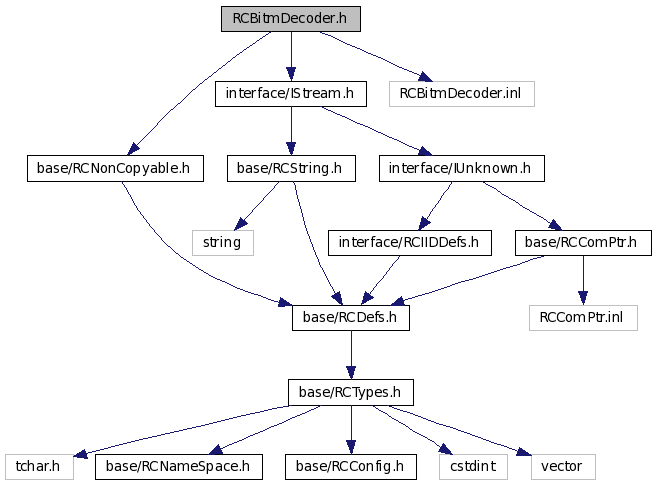 RCBitmDecoder.h
interface/IStream.h
RCBitmDecoder.inl
base/RCNonCopyable.h
base/RCString.h
interface/IUnknown.h
string
interface/RCIIDDefs.h
base/RCComPtr.h
base/RCDefs.h
RCComPtr.inl
base/RCTypes.h
tchar.h
base/RCNameSpace.h
base/RCConfig.h
cstdint
vector